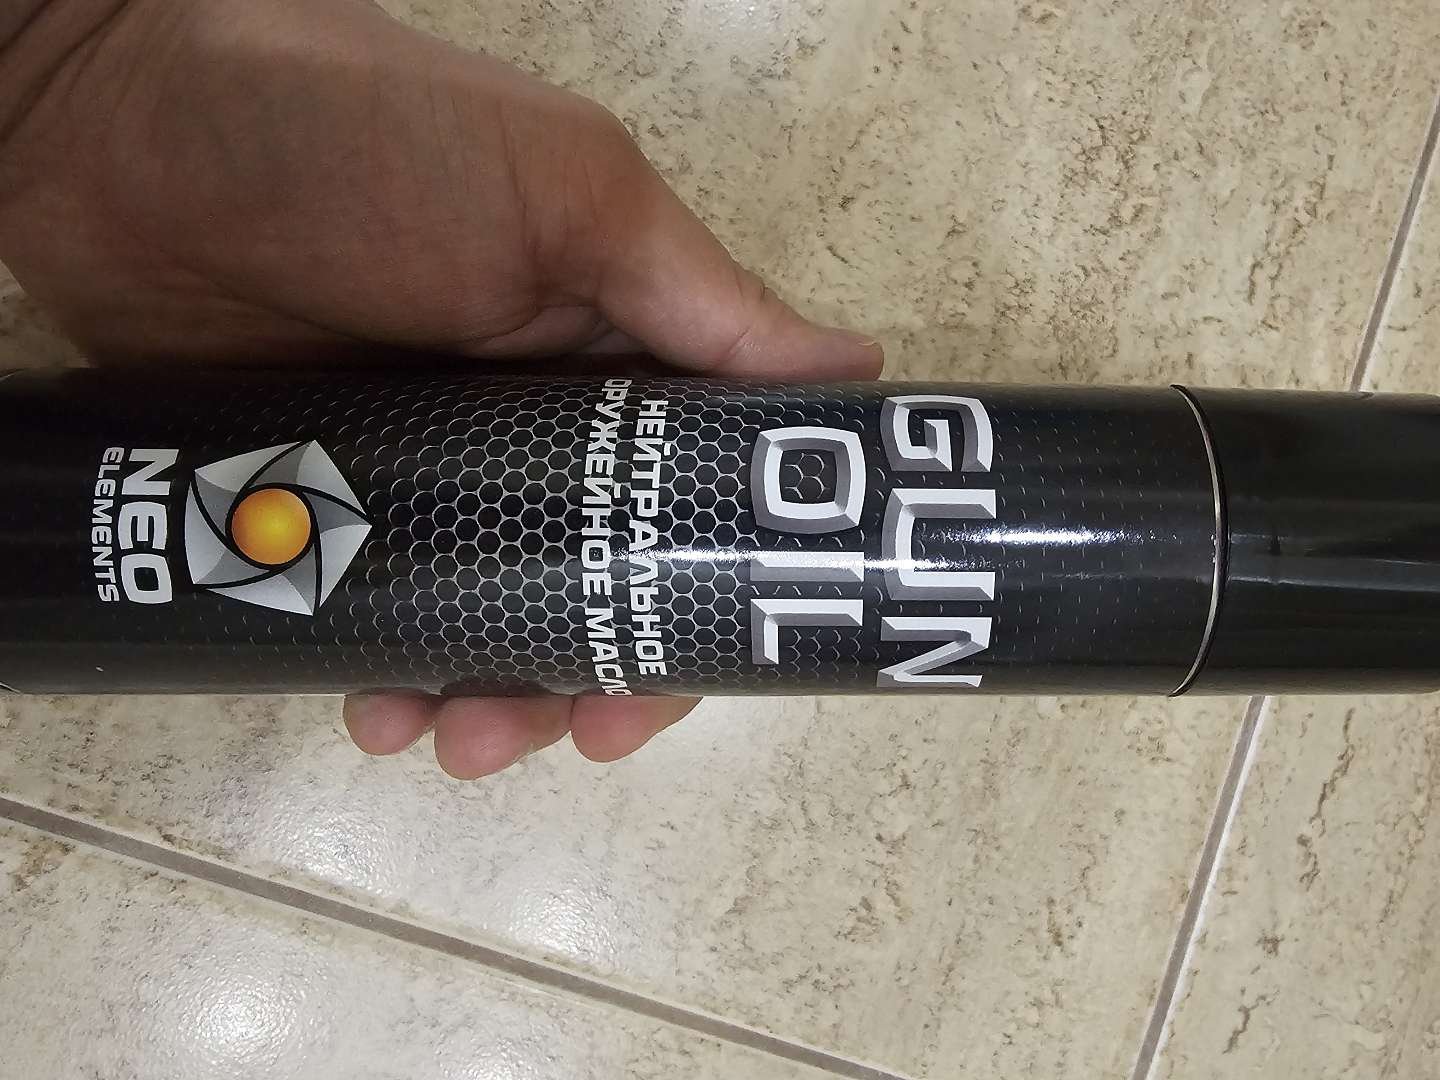 GUN
OIL
НЕЙТРАЛЬНОЕ
ОРУЖЕЙНОЕ МАСЛО
NEO
ELEMENTS